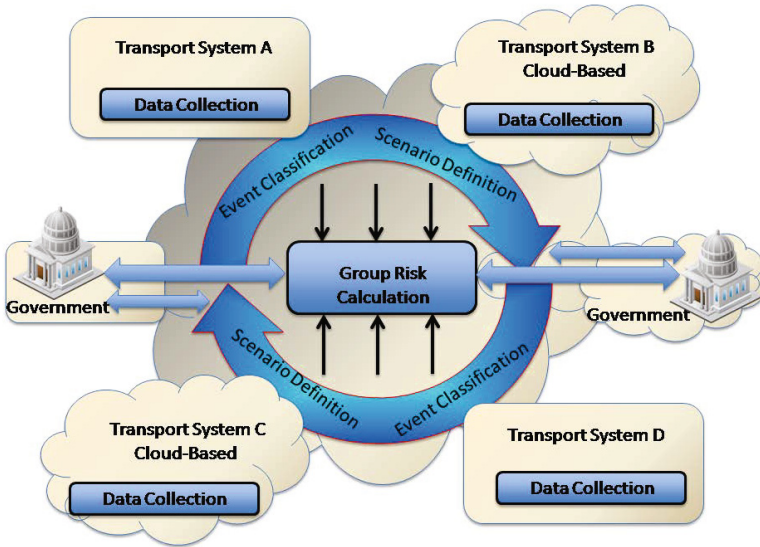 Transport System A
Data Collection
Transport System B
Cloud-Based
Data Collection
Event Classification
Scenario Definition
Government
Group Risk
Calculation
Government
Scenario Definition
Event Classification
Transport System C
Cloud-Based
Data Collection
Transport System D
Data Collection